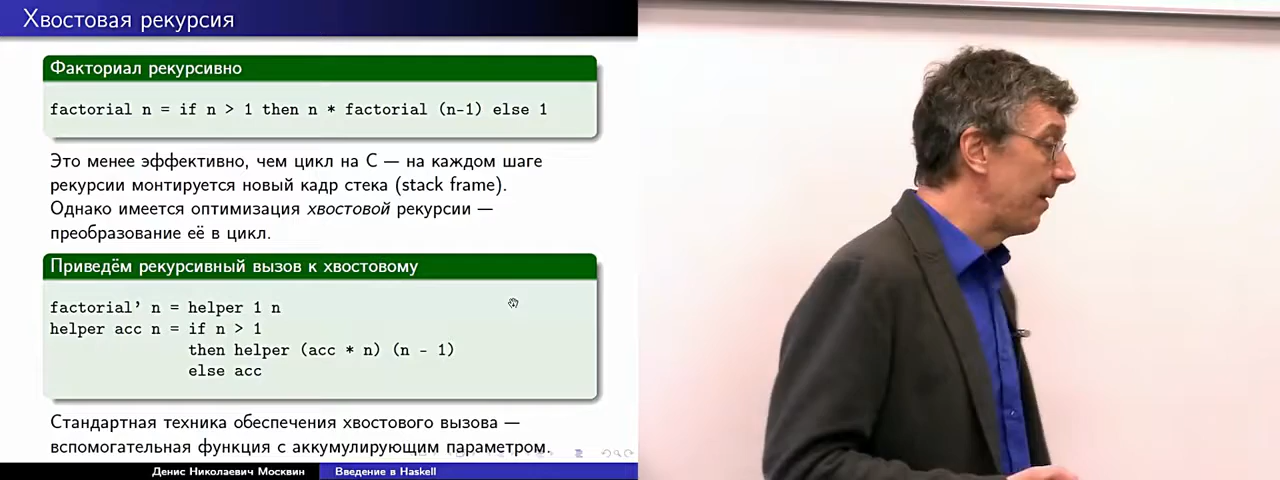 Хвостовая рекурсия
Факториал рекурсивно
factorial n = if n > 1 then n * factorial (n-1) else 1
Это менее эффективно, чем цикл на C — на каждом шаге
рекурсии монтируется новый кадр стека (stack frame).
Однако имеется оптимизация хвостовой рекурсии —
преобразование её в цикл.
Приведём рекурсивный вызов к хвостовому
factorial' n = helper 1 n
helper acc n = if n > 1
then helper (acc * n) (n - 1)
else acc
Стандартная техника обеспечения хвостового вызова —
вспомогательная функция с аккумулирующим параметром.
Денис Николаевич Москвин
Введение в Haskell